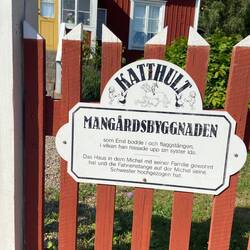 KATTHULT
MANGÅRDSBYGGNADEN
som Emil bodde i och flaggstången,
i vilken han hissade upp sin syster Ida.
Das Haus in dem Michel mit seiner Familie gewohnt
hat und die Fahnenstange auf der Michel seine
Schwester hochgezogen hat.